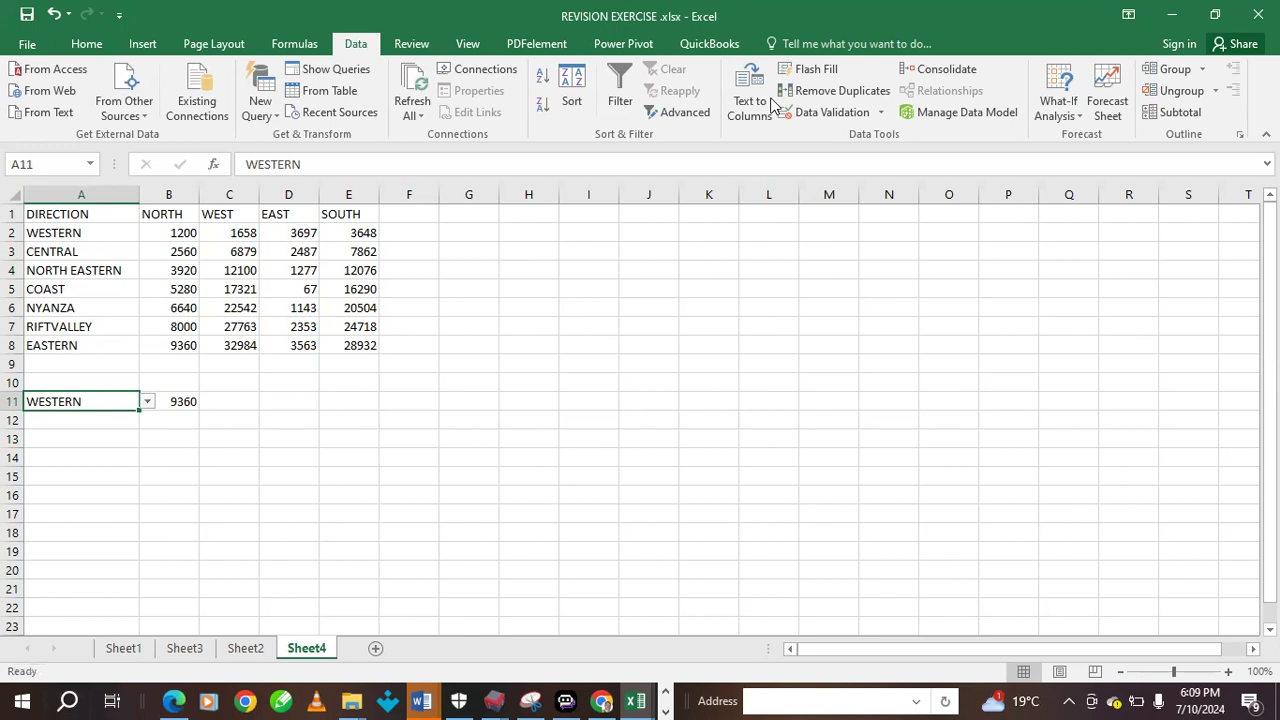 REVISION EXERCISE .xlsx - Excel
File Home Insert Page Layout Formulas Data Review View PDFelement Power Pivot QuickBooks Tell me what you want to do... Sign in Share
From Access
From Web
From Text
From Other Sources
Existing Connections
Get External Data
New Query
Show Queries
From Table
Recent Sources
Get & Transform
Refresh All
Connections
Properties
Edit Links
Connections
Sort
Filter
Clear
Reapply
Advanced
Sort & Filter
Text to Columns
Flash Fill
Remove Duplicates
Data Validation
Consolidate
Relationships
Manage Data Model
Data Tools
What-If Analysis
Forecast Sheet
Forecast
Group
Ungroup
Subtotal
Outline
A11 fx WESTERN
A B C D E F G H I J K L M N O P Q R S T
1 DIRECTION NORTH WEST EAST SOUTH
2 WESTERN 1200 1658 3697 3648
3 CENTRAL 2560 6879 2487 7862
4 NORTH EASTERN 3920 12100 1277 12076
5 COAST 5280 17321 67 16290
6 NYANZA 6640 22542 1143 20504
7 RIFTVALLEY 8000 27763 2353 24718
8 EASTERN 9360 32984 3563 28932
9
10
11 WESTERN 9360
12
13
14
15
16
17
18
19
20
21
22
23
Sheet1 Sheet3 Sheet2 Sheet4
Ready 100%
Address 19°C 6:09 PM
7/10/2024